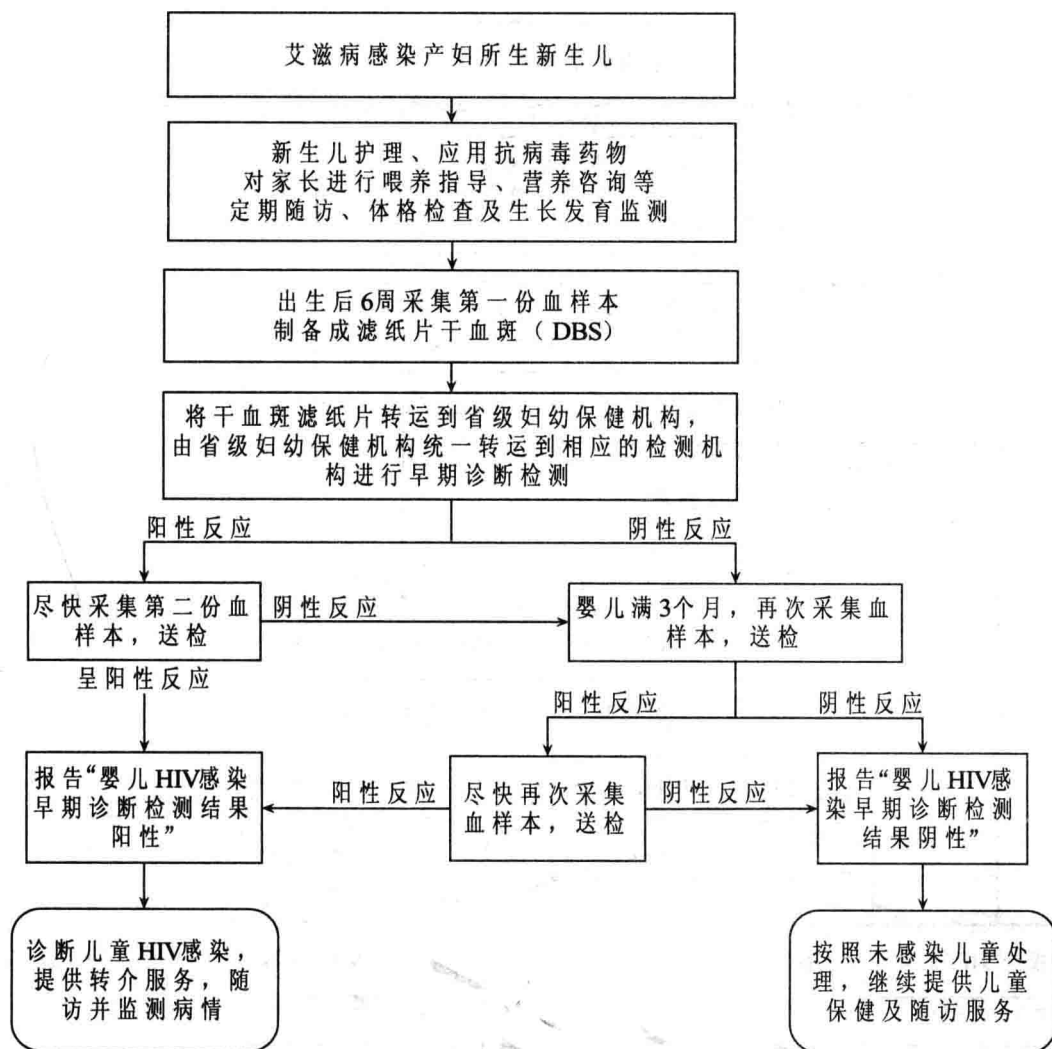 艾滋病感染产妇所生新生儿
新生儿护理、应用抗病毒药物
对家长进行喂养指导、营养咨询等
定期随访、体格检查及生长发育监测
出生后6周采集第一份血样本
制备成滤纸片干血斑（DBS）
将干血斑滤纸片转运到省级妇幼保健机构，
由省级妇幼保健机构统一转运到相应的检测机
构进行早期诊断检测
阳性反应
阴性反应
尽快采集第二份血
样本，送检
阴性反应
婴儿满3个月，再次采集血
样本，送检
呈阳性反应
阳性反应
阴性反应
报告“婴儿HIV感染
早期诊断检测结果
阳性”
阳性反应
尽快再次采集
血样本，送检
阴性反应
报告“婴儿HIV感
染早期诊断检测
结果阴性”
诊断儿童HIV感染，
提供转介服务，随
访并监测病情
按照未感染儿童处
理，继续提供儿童
保健及随访服务